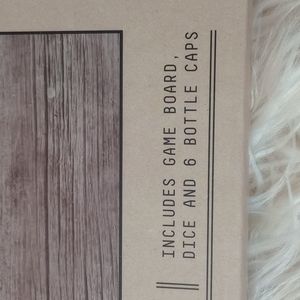 INCLUDES GAME BOARD,
DICE AND 6 BOTTLE CAPS